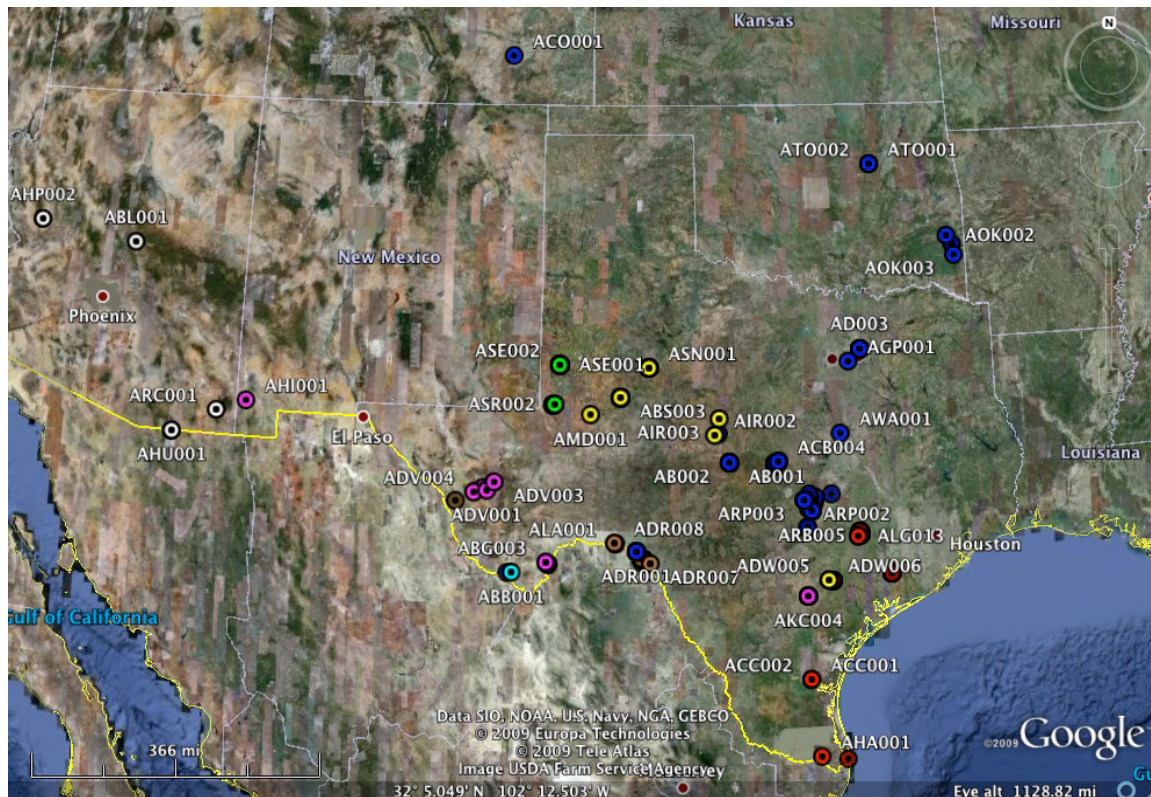 Kansas
Missouri
N
ACO001
ATO002
ATO001
AHP002
ABL001
AOK002
New Mexico
AOK003
Phoenix
AD003
AGP001
ASE002
ASE001
ASN001
ARC001
AHI001
ASR002
ABS003
AIR002
El Paso
AMD001
AIR003
AWA001
AHU001
ACB004
Louisiana
ADV004
AB002
AB001
ADV003
ADV001
ARP003
ARP002
ALA001
ADR008
ARB005
ALG013
Houston
ABG003
ADW005
ADW006
ADR001
ADR007
ABB001
AKC004
Gulf of California
ACC002
ACC001
Data SIO, NOAA, U.S. Navy, NGA, GEBCO
© 2009 Europa Technologies
© 2009 Tele Atlas
Image USDA Farm Service Agency
©2009 Google
366 mi
AHA001
32° 5.049' N 102° 12.503' W
Eye alt 1128.82 mi